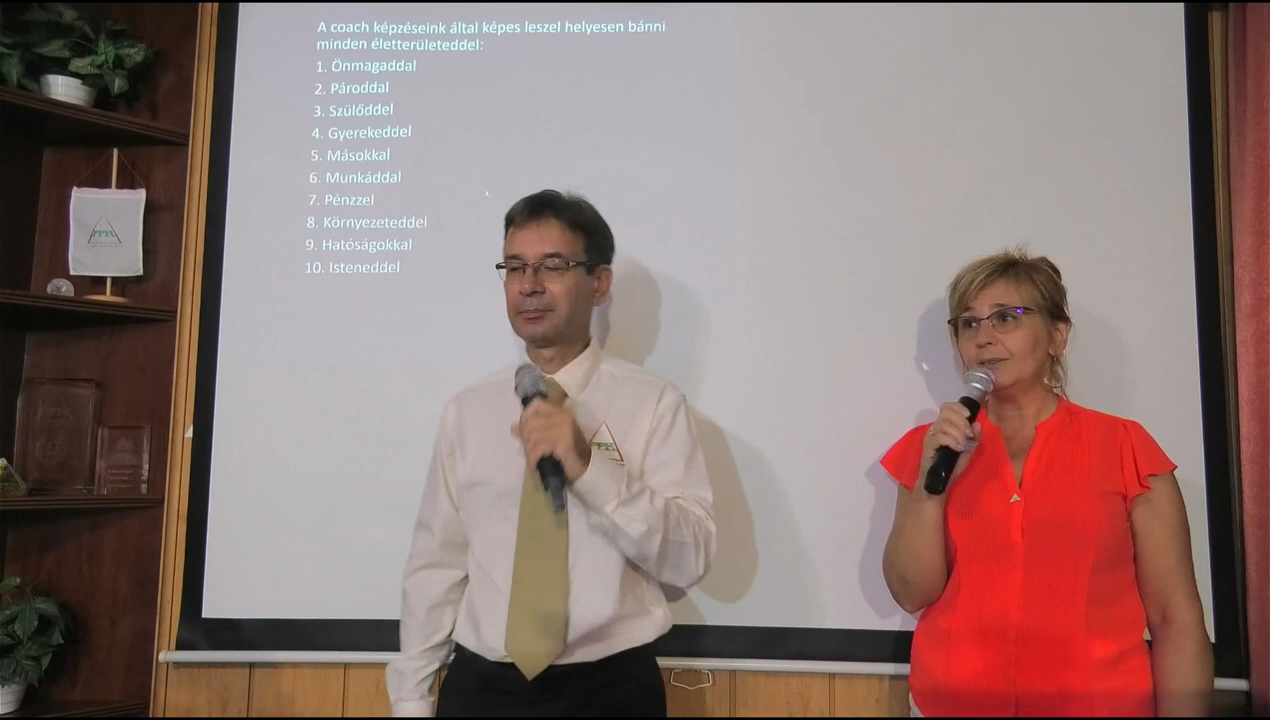 A coach képzéseink által képes leszel helyesen bánni
minden életterületeddel:
1. Önmagaddal
2. Pároddal
3. Szülőddel
4. Gyerekeddel
5. Másokkal
6. Munkáddal
7. Pénzzel
8. Környezeteddel
9. Hatóságokkal
10. Isteneddel